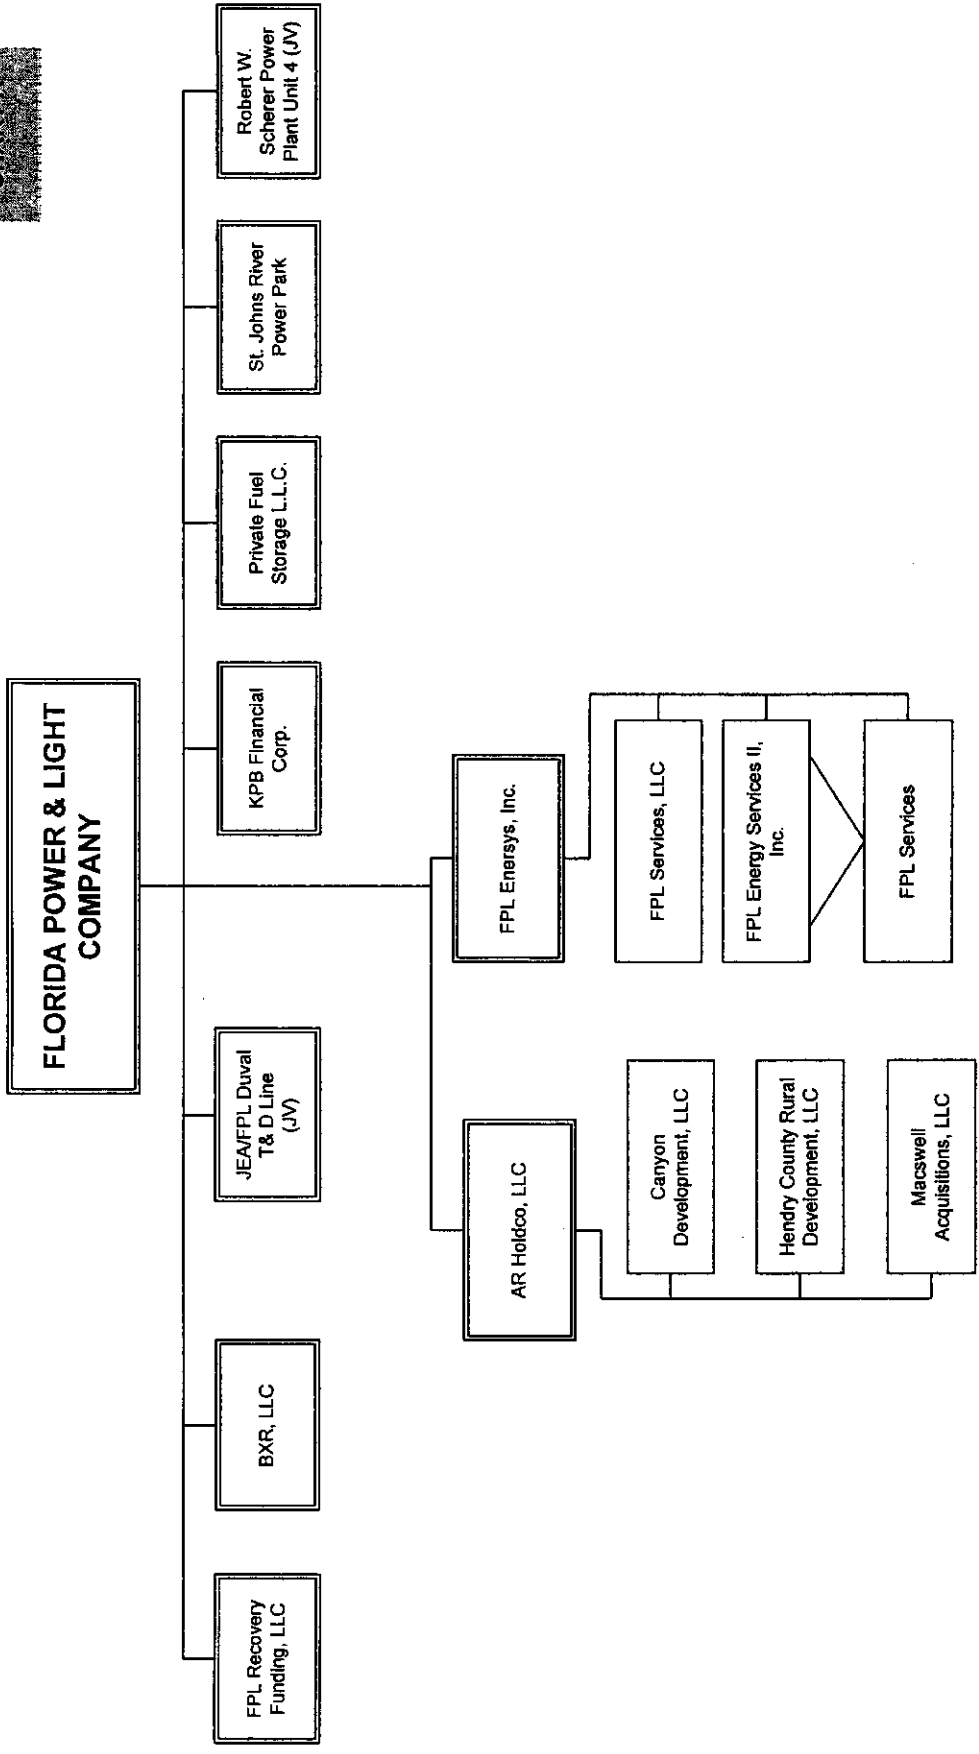 FLORIDA POWER & LIGHT
COMPANY
FPL Recovery
Funding, LLC
BXR, LLC
JEA/FPL Duval
T& D Line
(JV)
KPB Financial
Corp.
Private Fuel
Storage L.L.C.
St. Johns River
Power Park
Robert W.
Scherer Power
Plant Unit 4 (JV)
AR Holdco, LLC
FPL Enersys, Inc.
Canyon
Development, LLC
Hendry County Rural
Development, LLC
Macswell
Acquisitions, LLC
FPL Services, LLC
FPL Energy Services II,
Inc.
FPL Services